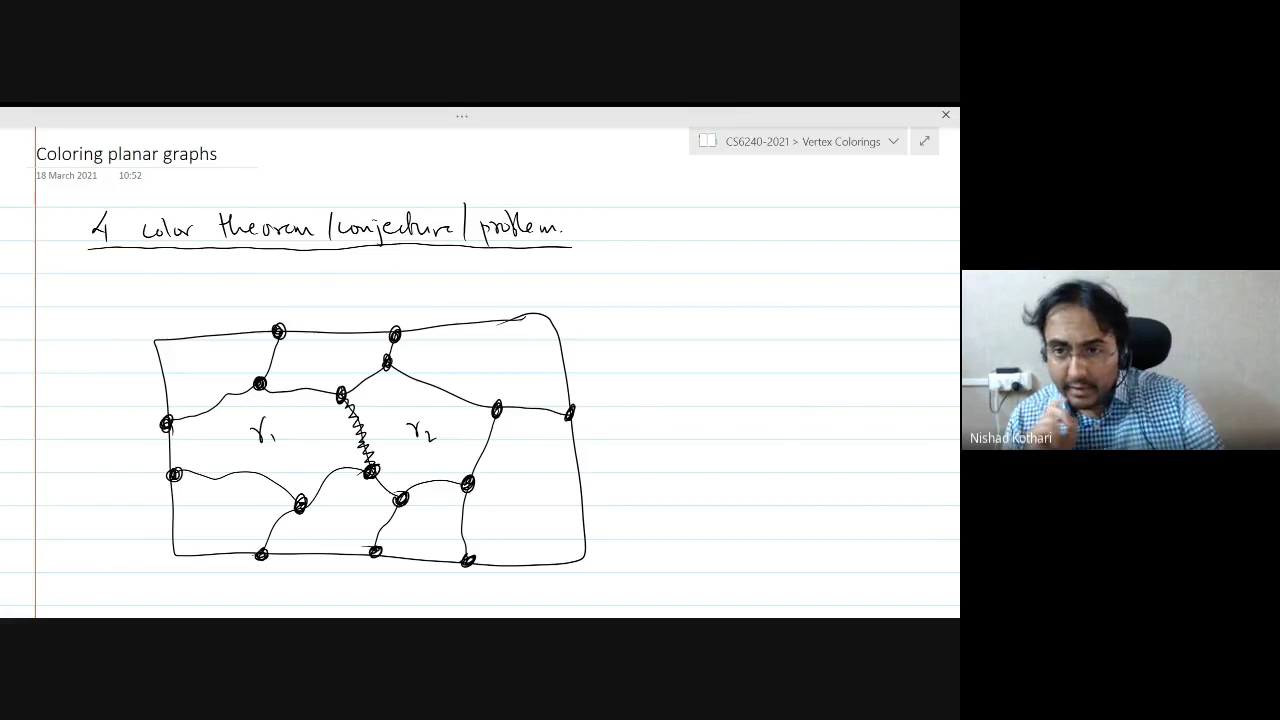 CS6240-2021 > Vertex Colorings
Coloring planar graphs
18 March 2021 10:52
4 color theorem/conjecture/problem.
r₁ r₂
Nishad Kothari